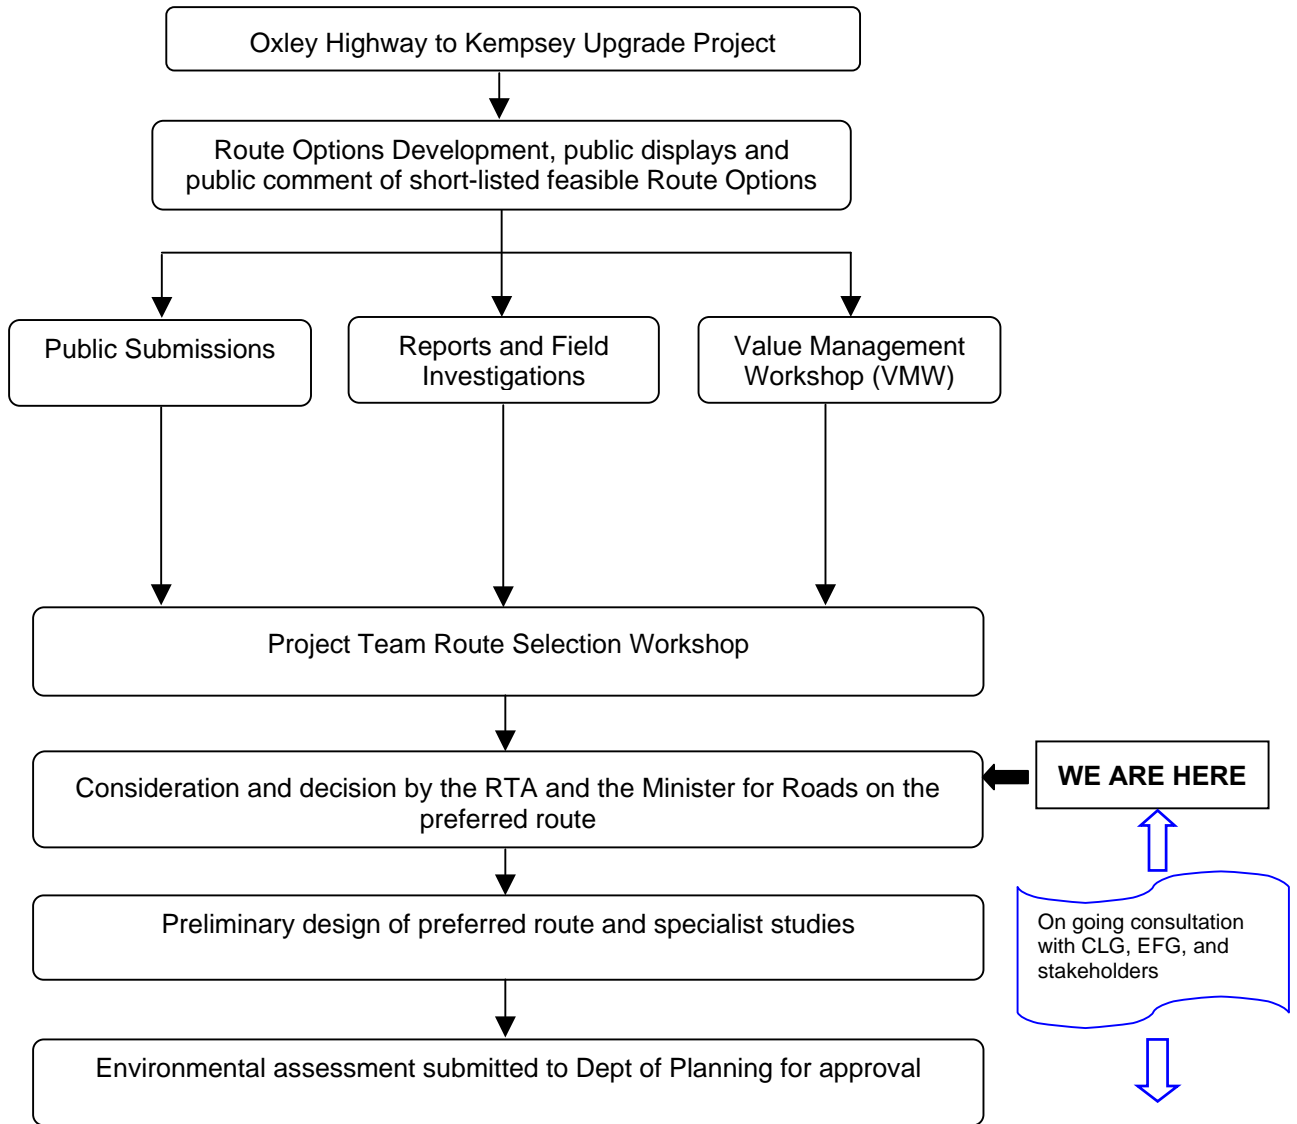 Oxley Highway to Kempsey Upgrade Project
Route Options Development, public displays and
public comment of short-listed feasible Route Options
Public Submissions
Reports and Field
Investigations
Value Management
Workshop (VMW)
Project Team Route Selection Workshop
Consideration and decision by the RTA and the Minister for Roads on the
preferred route
WE ARE HERE
Preliminary design of preferred route and specialist studies
On going consultation
with CLG, EFG, and
stakeholders
Environmental assessment submitted to Dept of Planning for approval